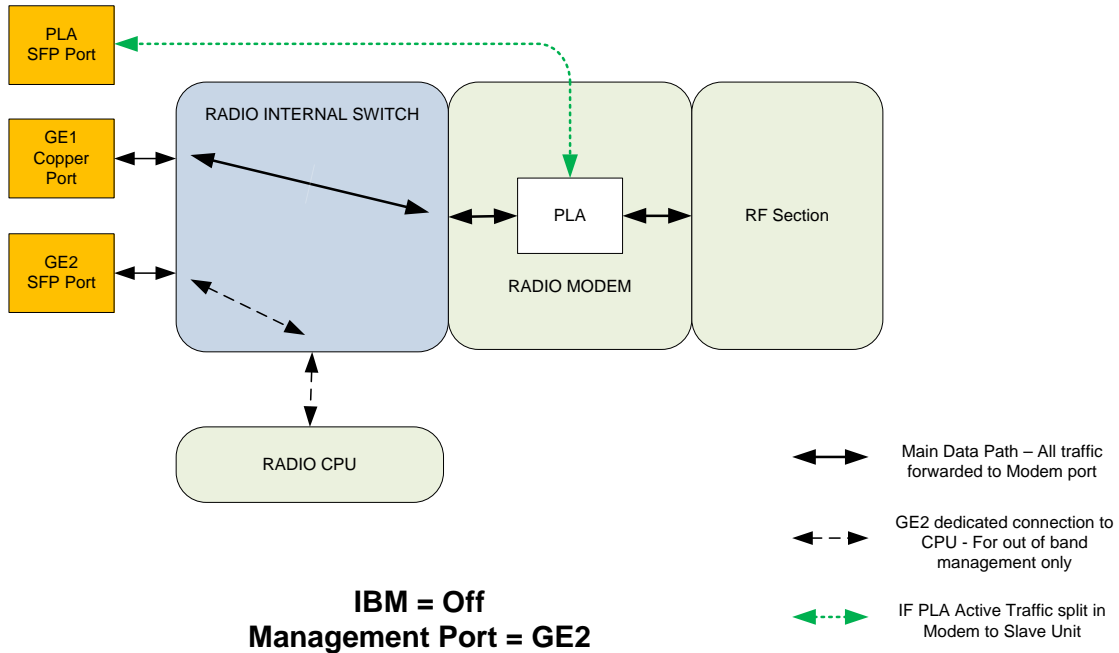 PLA
SFP Port
RADIO INTERNAL SWITCH
GE1
Copper
Port
PLA
RF Section
GE2
SFP Port
RADIO MODEM
RADIO CPU
Main Data Path – All traffic
forwarded to Modem port
GE2 dedicated connection to
CPU - For out of band
management only
IF PLA Active Traffic split in
Modem to Slave Unit
IBM = Off
Management Port = GE2